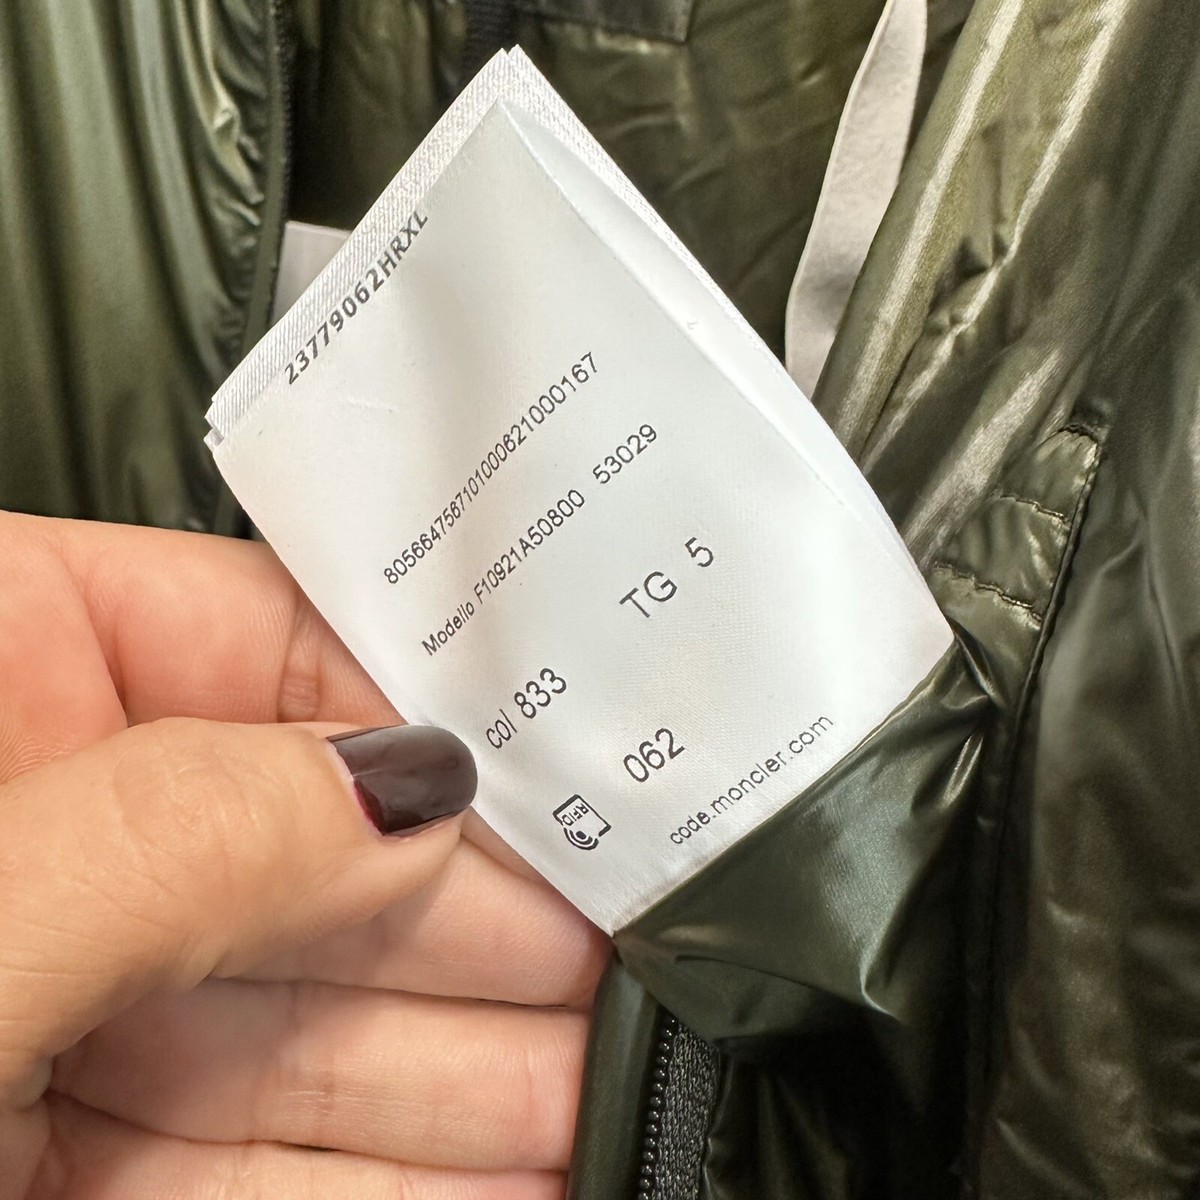 23779062HRXL
8056647567101000621000167
Modello F10921A50800 53029
TG 5
col 833
062
RFID
code.moncler.com